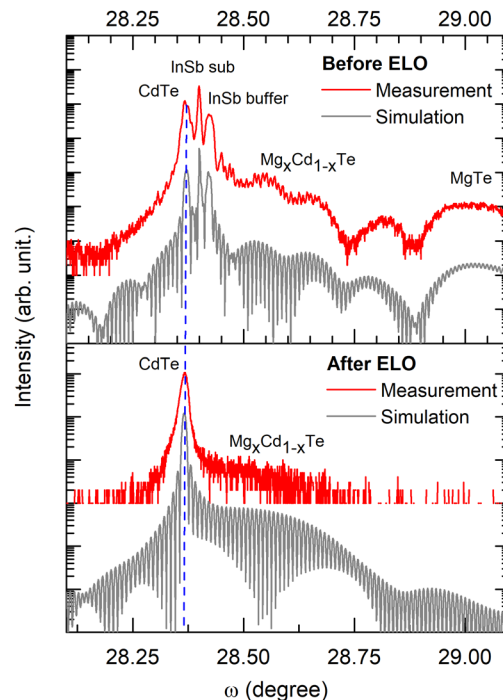 28.25 28.50 28.75 29.00
InSb sub
Before ELO
CdTe
Measurement
InSb buffer
Simulation
MgxCd1-xTe
MgTe
Intensity (arb. unit.)
CdTe
After ELO
Measurement
Simulation
MgxCd1-xTe
28.25 28.50 28.75 29.00
ω (degree)